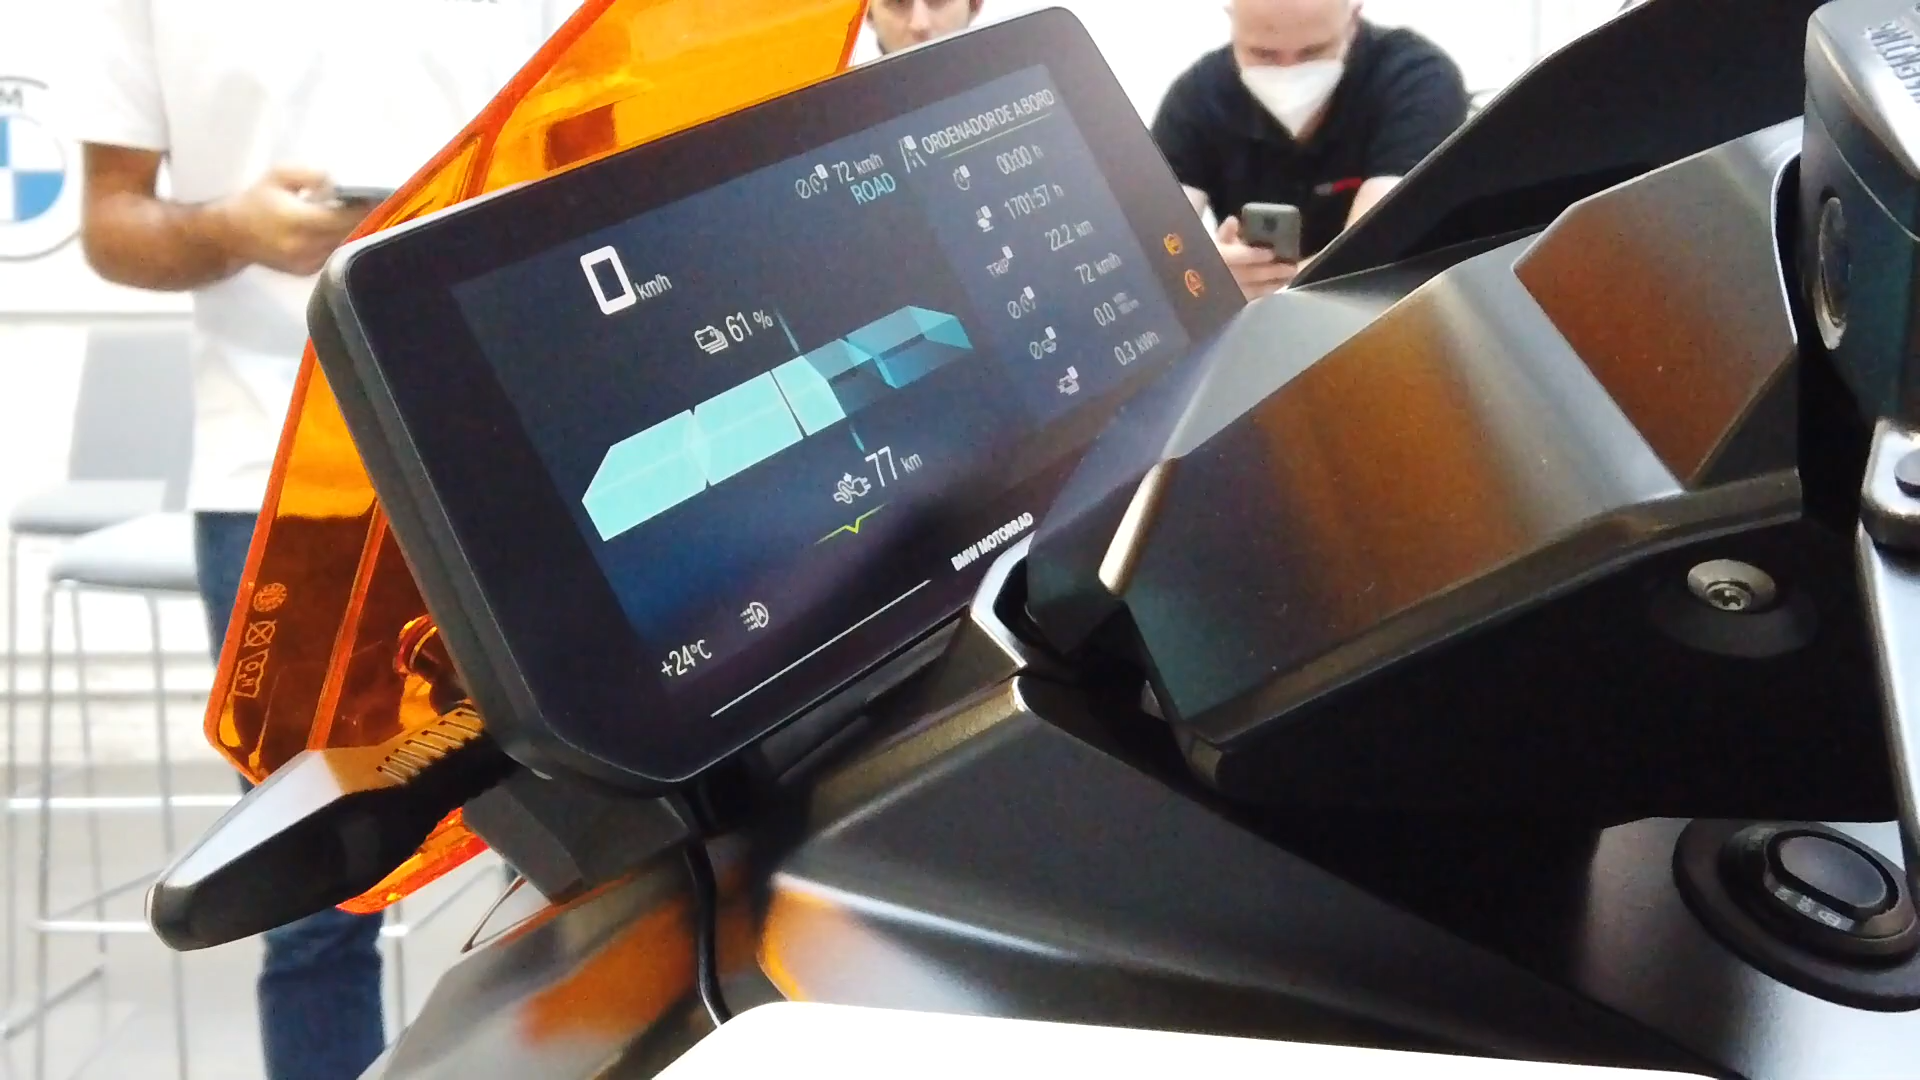 M
ORDENADOR DE A BORD
72 km/h
ROAD
00:00 h
1701:57 h
TRIP 22.2 km
72 km/h
0.0
0.3 kWh
0 km/h
61 %
77 km
BMW MOTORRAD
+24°C